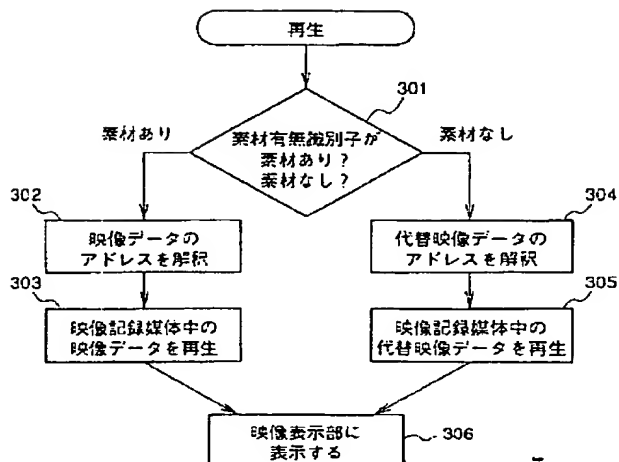 再生
301
素材あり
素材有無識別子が
素材あり？
素材なし？
素材なし
302
映像データの
アドレスを解釈
304
代替映像データの
アドレスを解釈
303
映像記録媒体中の
映像データを再生
305
映像記録媒体中の
代替映像データを再生
映像表示部に
表示する
306